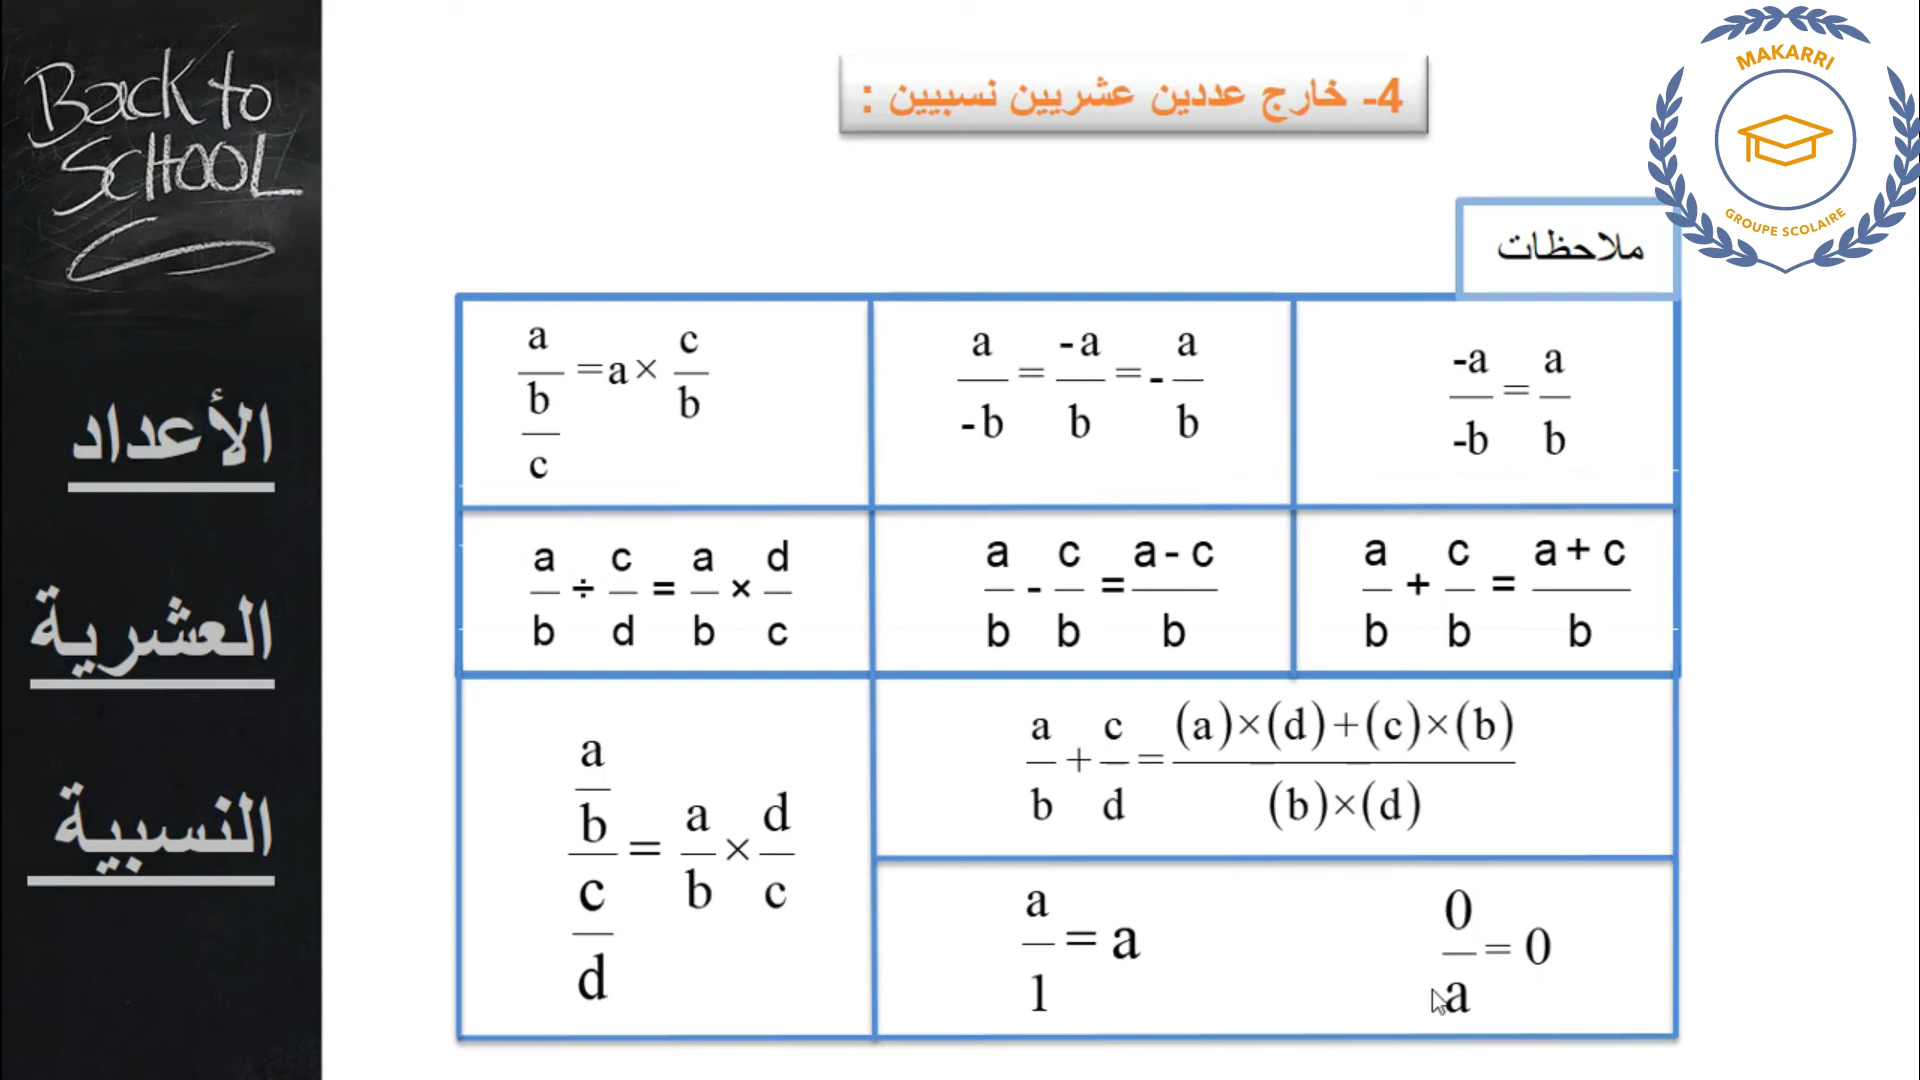 Back to
SCHOOL
الأعداد
العشرية
النسبية
MAKARRI
GROUPE SCOLAIRE
4- خارج عددين عشريين نسبيين :
ملاحظات
-a/-b = a/b
a/-b = -a/b = - a/b
a/(b/c) = a × c/b
a/b + c/b = (a + c)/b
a/b - c/b = (a - c)/b
a/b ÷ c/d = a/b × d/c
a/b + c/d = ((a)×(d)+(c)×(b))/((b)×(d))
(a/b)/(c/d) = a/b × d/c
0/a = 0
a/1 = a